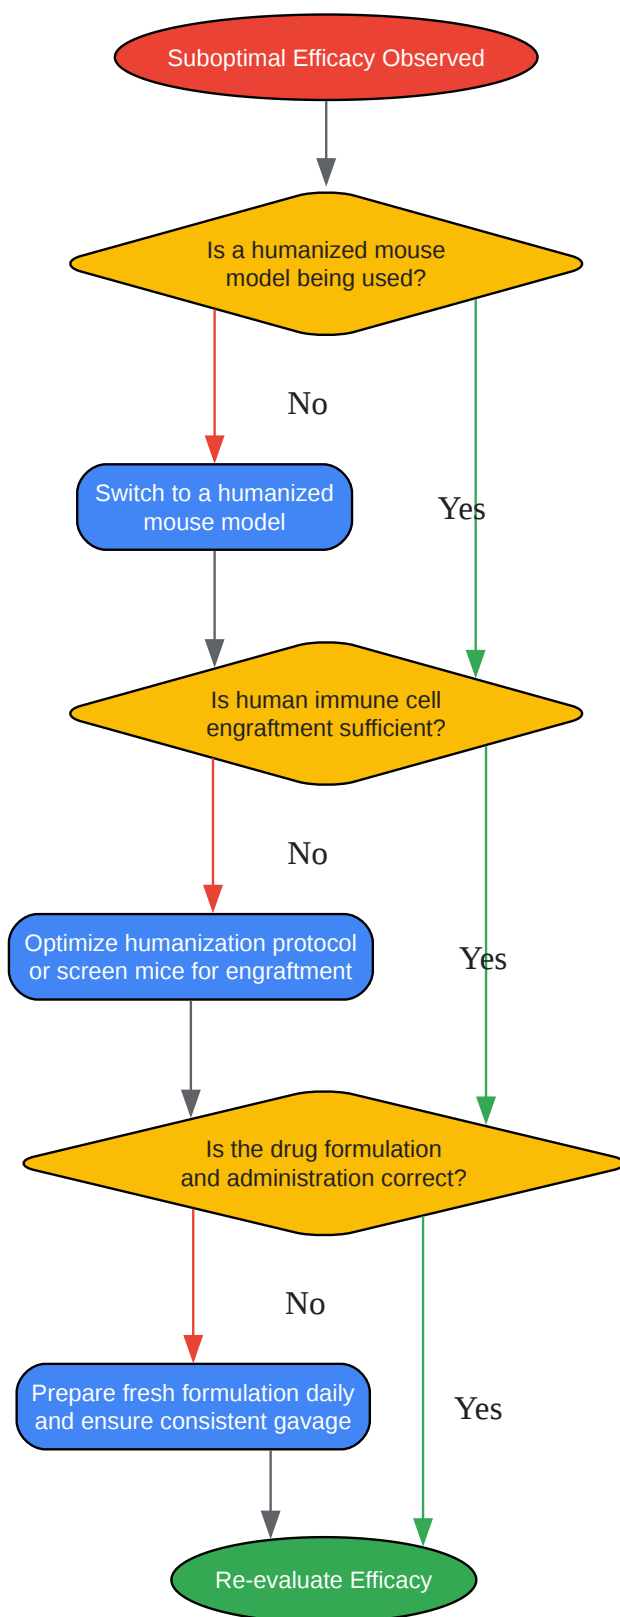 Suboptimal Efficacy Observed
Is a humanized mouse
model being used?
No
Switch to a humanized
mouse model
Yes
Is human immune cell
engraftment sufficient?
No
Optimize humanization protocol
or screen mice for engraftment
Yes
Is the drug formulation
and administration correct?
No
Prepare fresh formulation daily
and ensure consistent gavage
Yes
Re-evaluate Efficacy